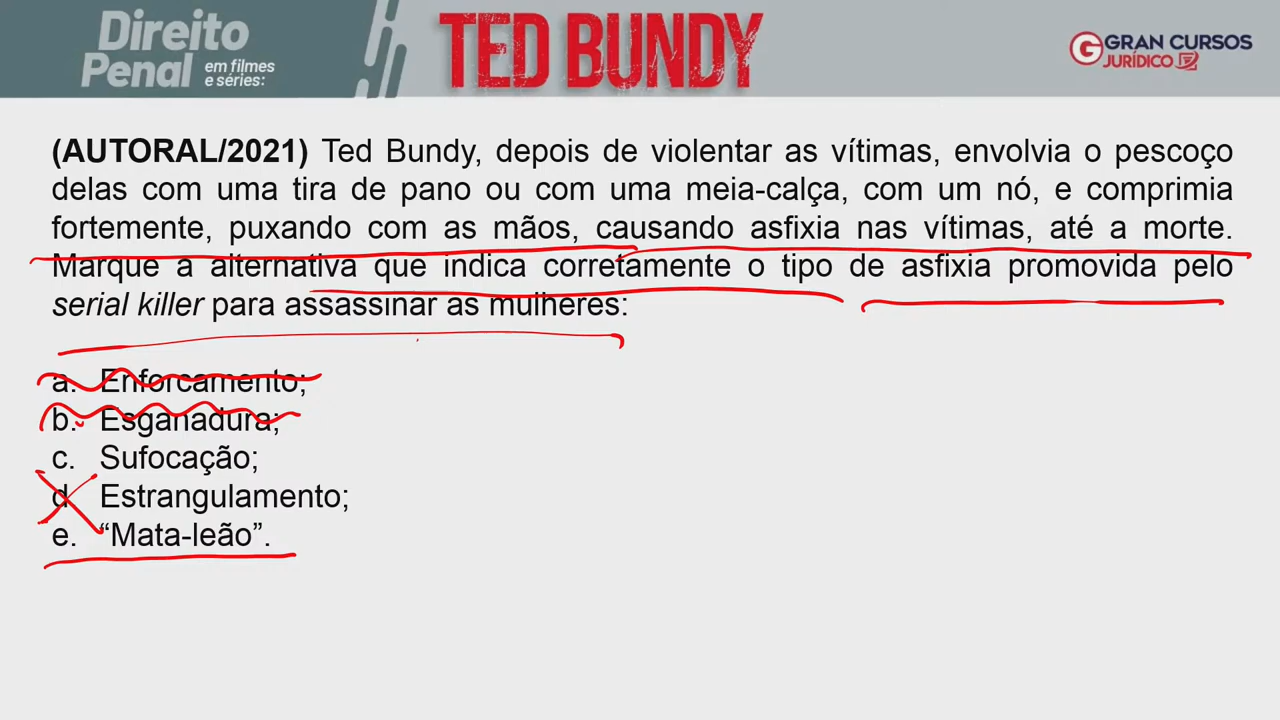 Direito
Penal em filmes
e séries:
TED BUNDY
GRAN CURSOS
JURÍDICO
(AUTORAL/2021) Ted Bundy, depois de violentar as vítimas, envolvia o pescoço
delas com uma tira de pano ou com uma meia-calça, com um nó, e comprimia
fortemente, puxando com as mãos, causando asfixia nas vítimas, até a morte.
Marque a alternativa que indica corretamente o tipo de asfixia promovida pelo
serial killer para assassinar as mulheres:
a. Enforcamento;
b. Esganadura;
c. Sufocação;
d. Estrangulamento;
e. “Mata-leão”.